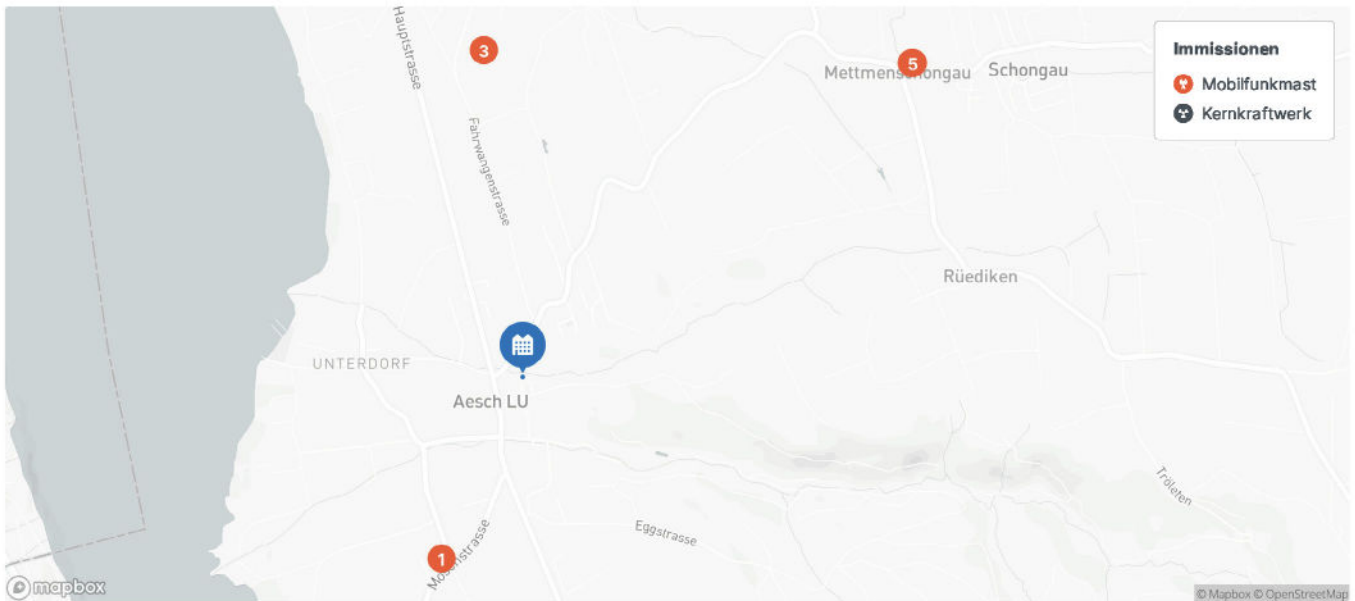 Hauptstrasse
3
Fahrwangenstrasse
5
Mettmenschongau
Schongau
Immissionen
Mobilfunkmast
Kernkraftwerk
Rüediken
UNTERDORF
Aesch LU
Tröleten
Eggstrasse
1
Mosenstrasse
mapbox
© Mapbox © OpenStreetMap